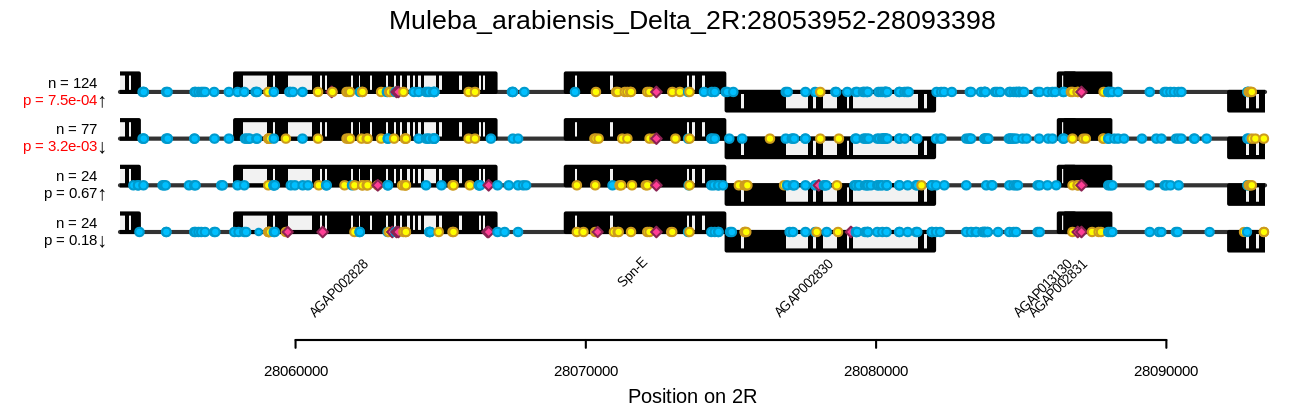 Muleba_arabiensis_Delta_2R:28053952-28093398
n = 124
p = 7.5e-04↑
n = 77
p = 3.2e-03↓
n = 24
p = 0.67↑
n = 24
p = 0.18↓
AGAP002828
Spn-E
AGAP002830
AGAP013130
AGAP002831
28060000
28070000
28080000
28090000
Position on 2R